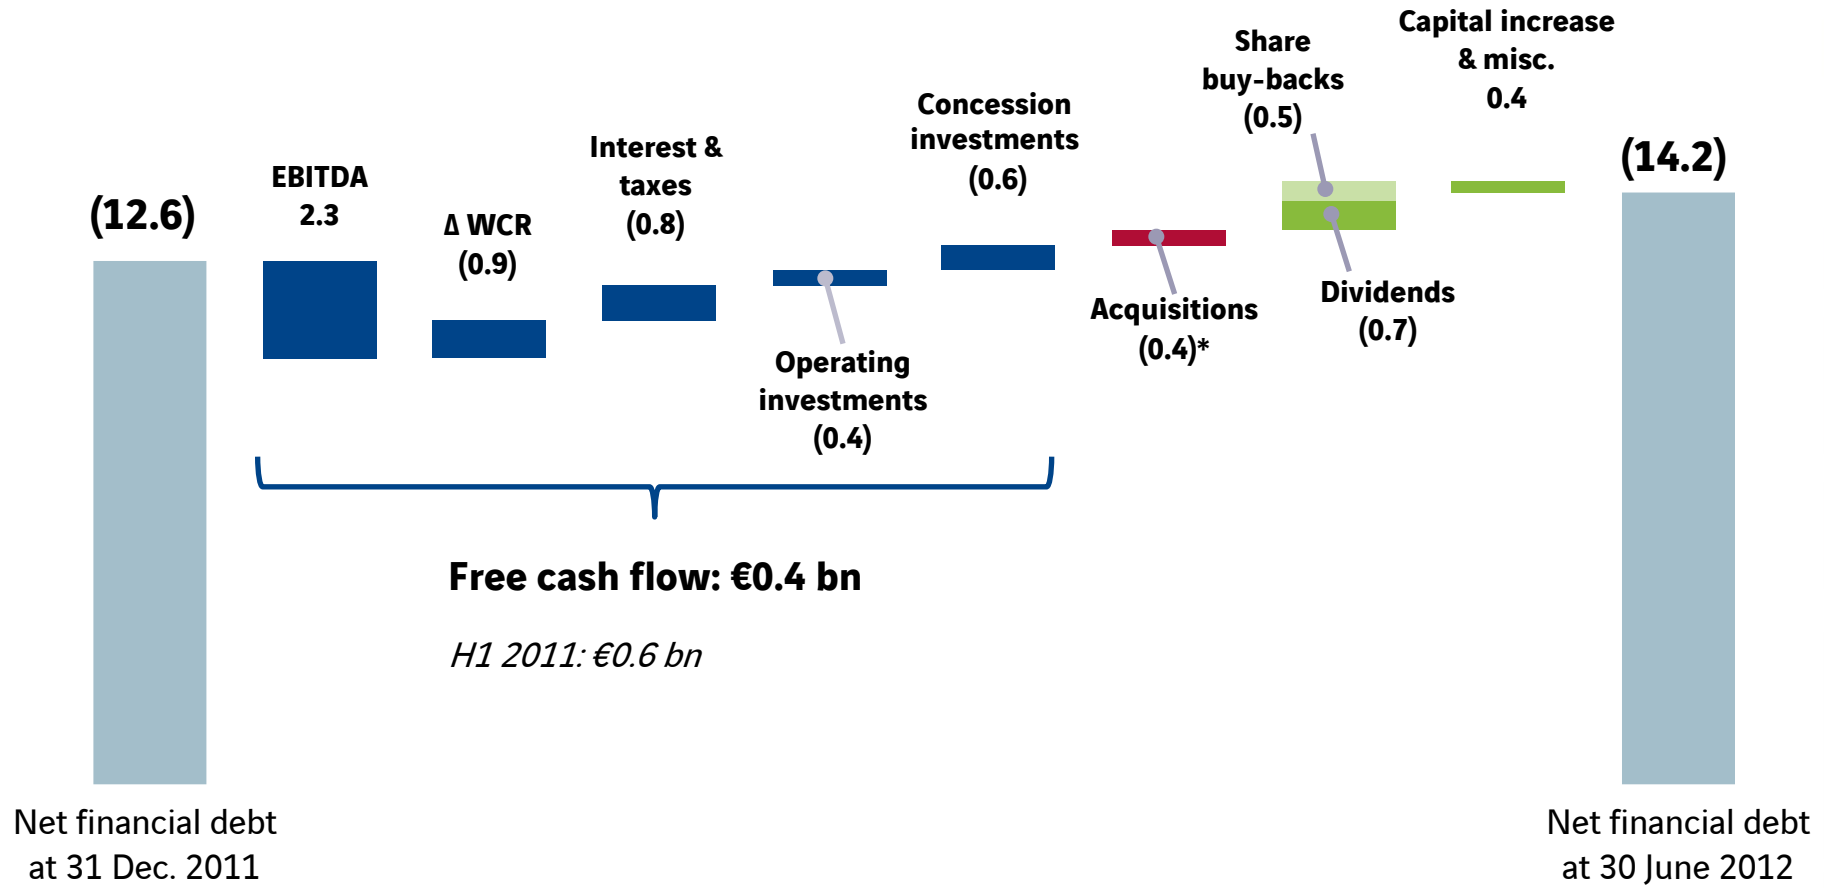 (12.6)
EBITDA
2.3
Δ WCR
(0.9)
Interest &
taxes
(0.8)
Operating
investments
(0.4)
Concession
investments
(0.6)
Acquisitions
(0.4)*
Share
buy-backs
(0.5)
Dividends
(0.7)
Capital increase
& misc.
0.4
(14.2)
Free cash flow: €0.4 bn
H1 2011: €0.6 bn
Net financial debt
at 31 Dec. 2011
Net financial debt
at 30 June 2012